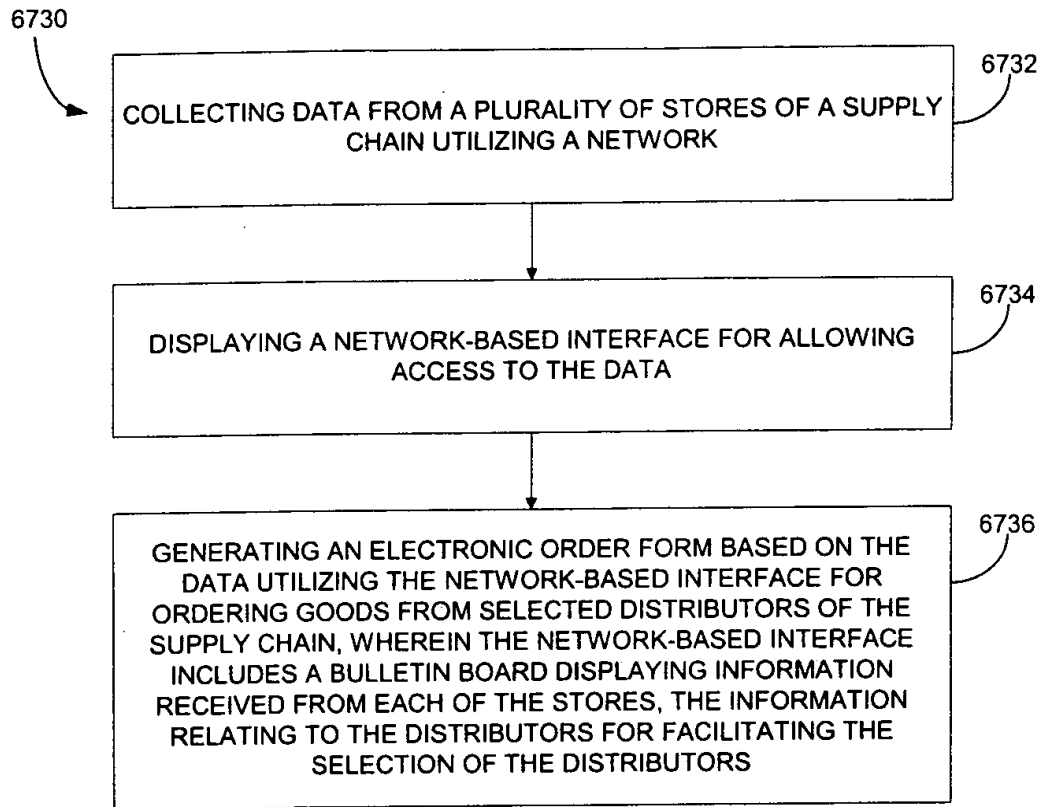 6730
6732
COLLECTING DATA FROM A PLURALITY OF STORES OF A SUPPLY
CHAIN UTILIZING A NETWORK
6734
DISPLAYING A NETWORK-BASED INTERFACE FOR ALLOWING
ACCESS TO THE DATA
6736
GENERATING AN ELECTRONIC ORDER FORM BASED ON THE
DATA UTILIZING THE NETWORK-BASED INTERFACE FOR
ORDERING GOODS FROM SELECTED DISTRIBUTORS OF THE
SUPPLY CHAIN, WHEREIN THE NETWORK-BASED INTERFACE
INCLUDES A BULLETIN BOARD DISPLAYING INFORMATION
RECEIVED FROM EACH OF THE STORES, THE INFORMATION
RELATING TO THE DISTRIBUTORS FOR FACILITATING THE
SELECTION OF THE DISTRIBUTORS